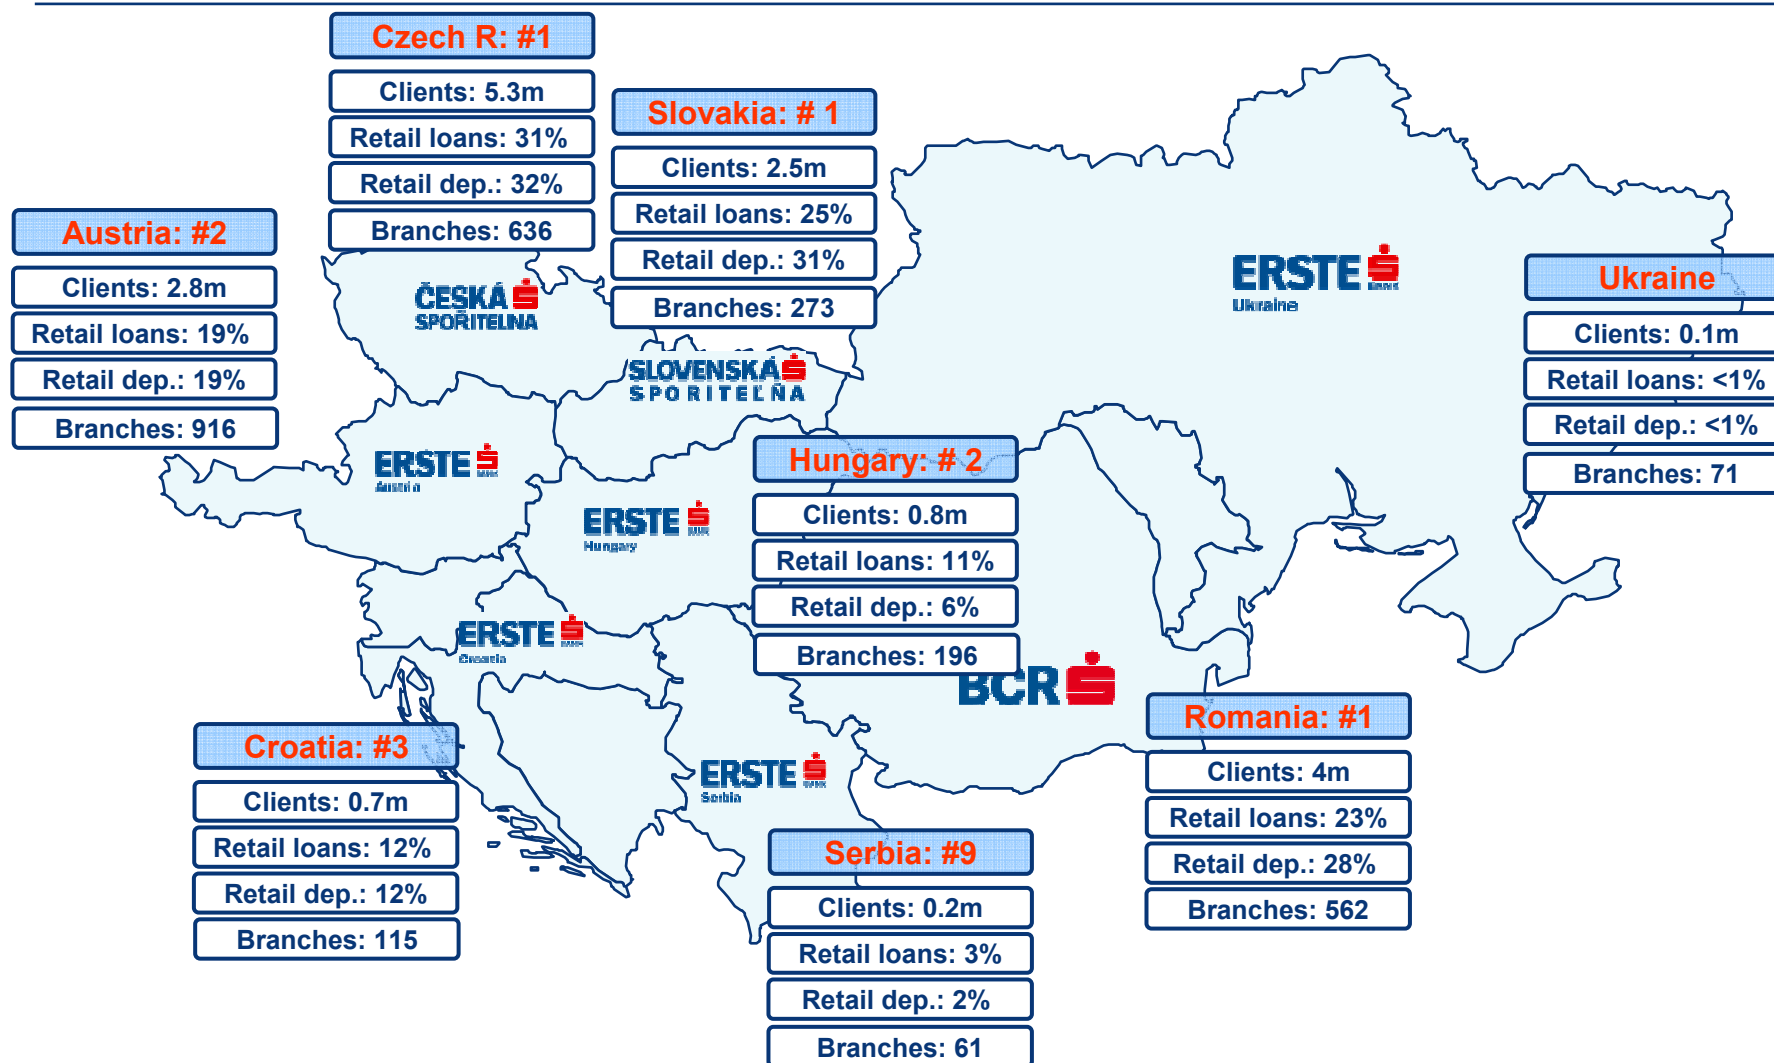 Czech R: #1
Clients: 5.3m
Retail loans: 31%
Retail dep.: 32%
Branches: 636
Slovakia: # 1
Clients: 2.5m
Retail loans: 25%
Retail dep.: 31%
Branches: 273
Austria: #2
Clients: 2.8m
Retail loans: 19%
Retail dep.: 19%
Branches: 916
Ukraine
Clients: 0.1m
Retail loans: <1%
Retail dep.: <1%
Branches: 71
ČESKÁ
SPOŘITELNA
SLOVENSKÁ
SPORITEĽŇA
ERSTE
Ukraine
ERSTE
Austria
ERSTE
Hungary
Hungary: # 2
Clients: 0.8m
Retail loans: 11%
Retail dep.: 6%
Branches: 196
ERSTE
Croatia
BCR
ERSTE
Serbia
Croatia: #3
Clients: 0.7m
Retail loans: 12%
Retail dep.: 12%
Branches: 115
Romania: #1
Clients: 4m
Retail loans: 23%
Retail dep.: 28%
Branches: 562
Serbia: #9
Clients: 0.2m
Retail loans: 3%
Retail dep.: 2%
Branches: 61